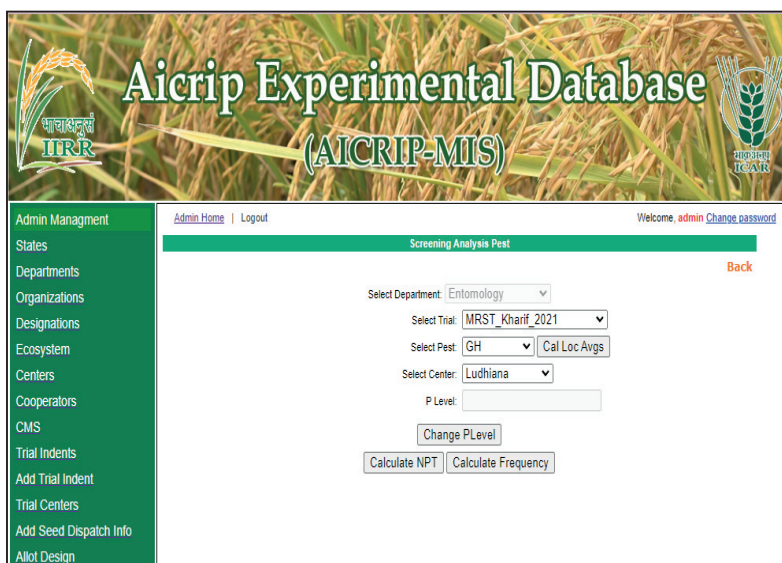 Aicrip Experimental Database
(AICRIP-MIS)
भाचाअनुसं
IIRR
भाकृअनुप
ICAR
Admin Managment
States
Departments
Organizations
Designations
Ecosystem
Centers
Cooperators
CMS
Trial Indents
Add Trial Indent
Trial Centers
Add Seed Dispatch Info
Allot Design
Admin Home | Logout
Welcome, admin Change password
Screening Analysis Pest
Back
Select Department: Entomology
Select Trial: MRST_Kharif_2021
Select Pest: GH Cal Loc Avgs
Select Center: Ludhiana
P Level:
Change PLevel
Calculate NPT Calculate Frequency